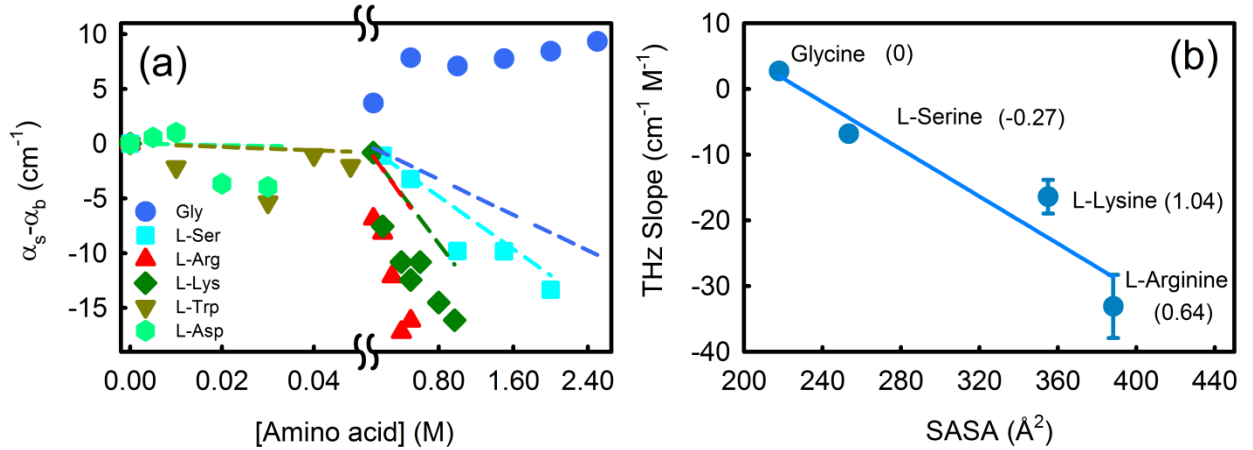 (a)
10
5
0
-5
-10
-15
αs-αb (cm-1)
Gly
L-Ser
L-Arg
L-Lys
L-Trp
L-Asp
0.00 0.02 0.04 0.80 1.60 2.40
[Amino acid] (M)
(b)
10
0
-10
-20
-30
-40
THz Slope (cm-1 M-1)
Glycine (0)
L-Serine (-0.27)
L-Lysine (1.04)
L-Arginine
(0.64)
200 240 280 320 360 400 440
SASA (Å2)